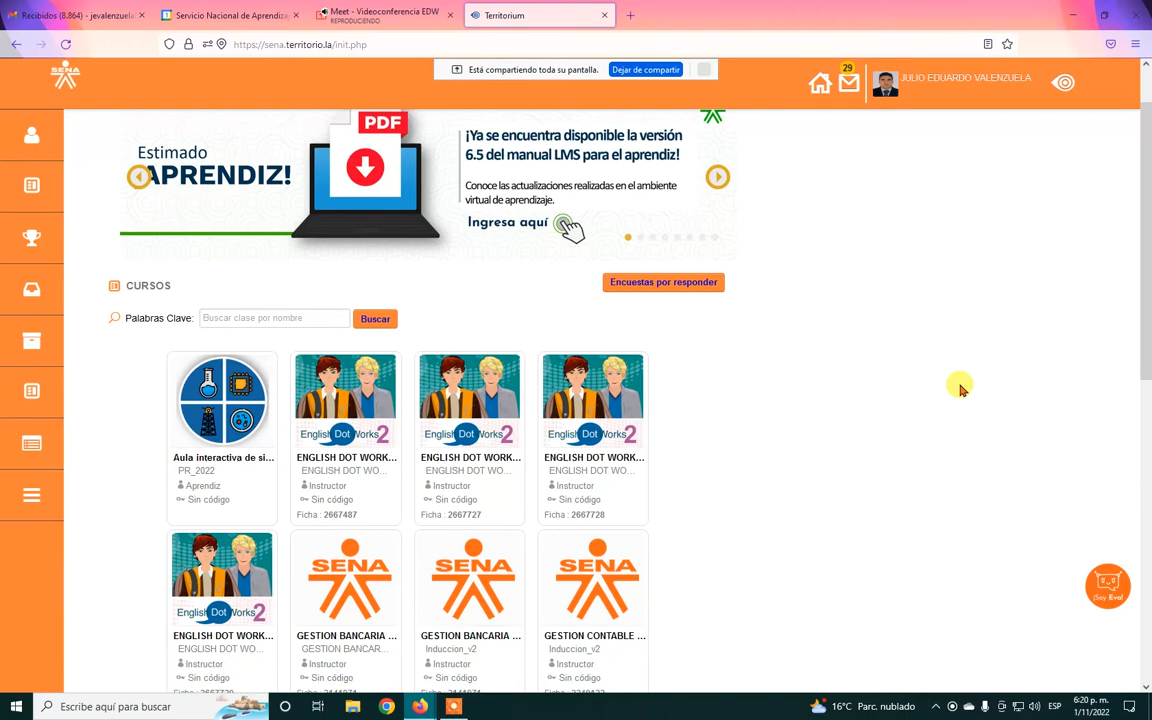 Recibidos (8.864) - jevalenzuela
Servicio Nacional de Aprendizaj
Meet - Videoconferencia EDW
REPRODUCIENDO
Territorium
https://sena.territorio.la/init.php
SENA
Está compartiendo toda su pantalla.
Dejar de compartir
29
JULIO EDUARDO VALENZUELA
Estimado
APRENDIZ!
PDF
¡Ya se encuentra disponible la versión
6.5 del manual LMS para el aprendiz!
Conoce las actualizaciones realizadas en el ambiente
virtual de aprendizaje.
Ingresa aquí
CURSOS
Encuestas por responder
Palabras Clave:
Buscar clase por nombre
Buscar
English Dot Works 2
English Dot Works 2
English Dot Works 2
Aula interactiva de si...
ENGLISH DOT WORK...
ENGLISH DOT WORK...
ENGLISH DOT WORK...
PR_2022
ENGLISH DOT WO...
ENGLISH DOT WO...
ENGLISH DOT WO...
Aprendiz
Instructor
Instructor
Instructor
Sin código
Sin código
Sin código
Sin código
Ficha : 2667487
Ficha : 2667727
Ficha : 2667728
English Dot Works 2
SENA
SENA
SENA
ENGLISH DOT WORK...
GESTION BANCARIA ...
GESTION BANCARIA ...
GESTION CONTABLE ...
ENGLISH DOT WO...
GESTION BANCAR...
Induccion_v2
Induccion_v2
Instructor
Instructor
Instructor
Instructor
Sin código
Sin código
Sin código
Sin código
¡Soy Eva!
Escribe aquí para buscar
16°C Parc. nublado
ESP
6:20 p. m.
1/11/2022